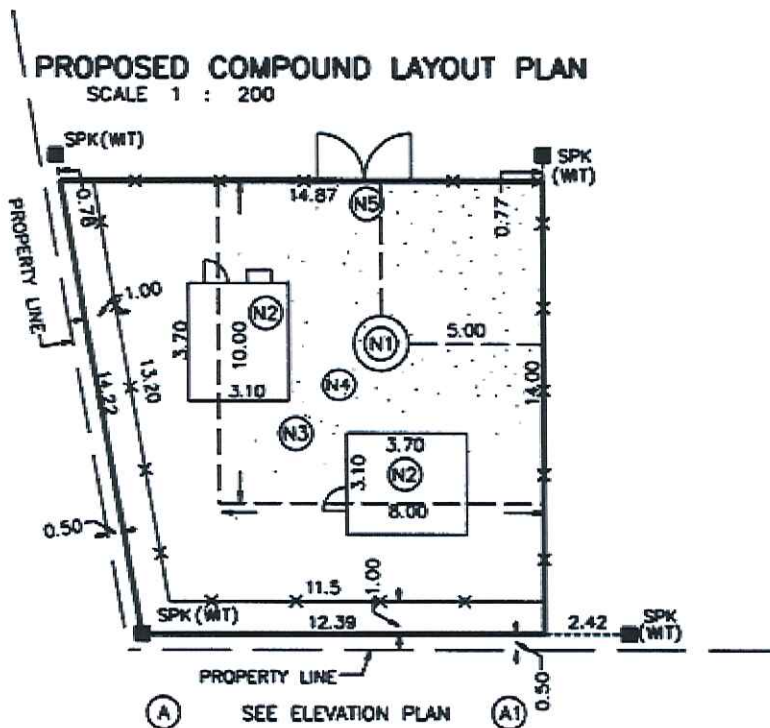 PROPOSED COMPOUND LAYOUT PLAN
SCALE 1 : 200
SPK(WIT)
SPK
(WIT)
0.78
14.87
N5
0.77
PROPERTY LINE
1.00
N2
3.70
10.00
3.10
N1
5.00
14.22
13.20
N4
14.00
N3
3.70
3.10
N2
8.00
0.50
11.5
1.00
SPK(WIT)
12.39
2.42
SPK
(WIT)
PROPERTY LINE
0.50
A SEE ELEVATION PLAN A1